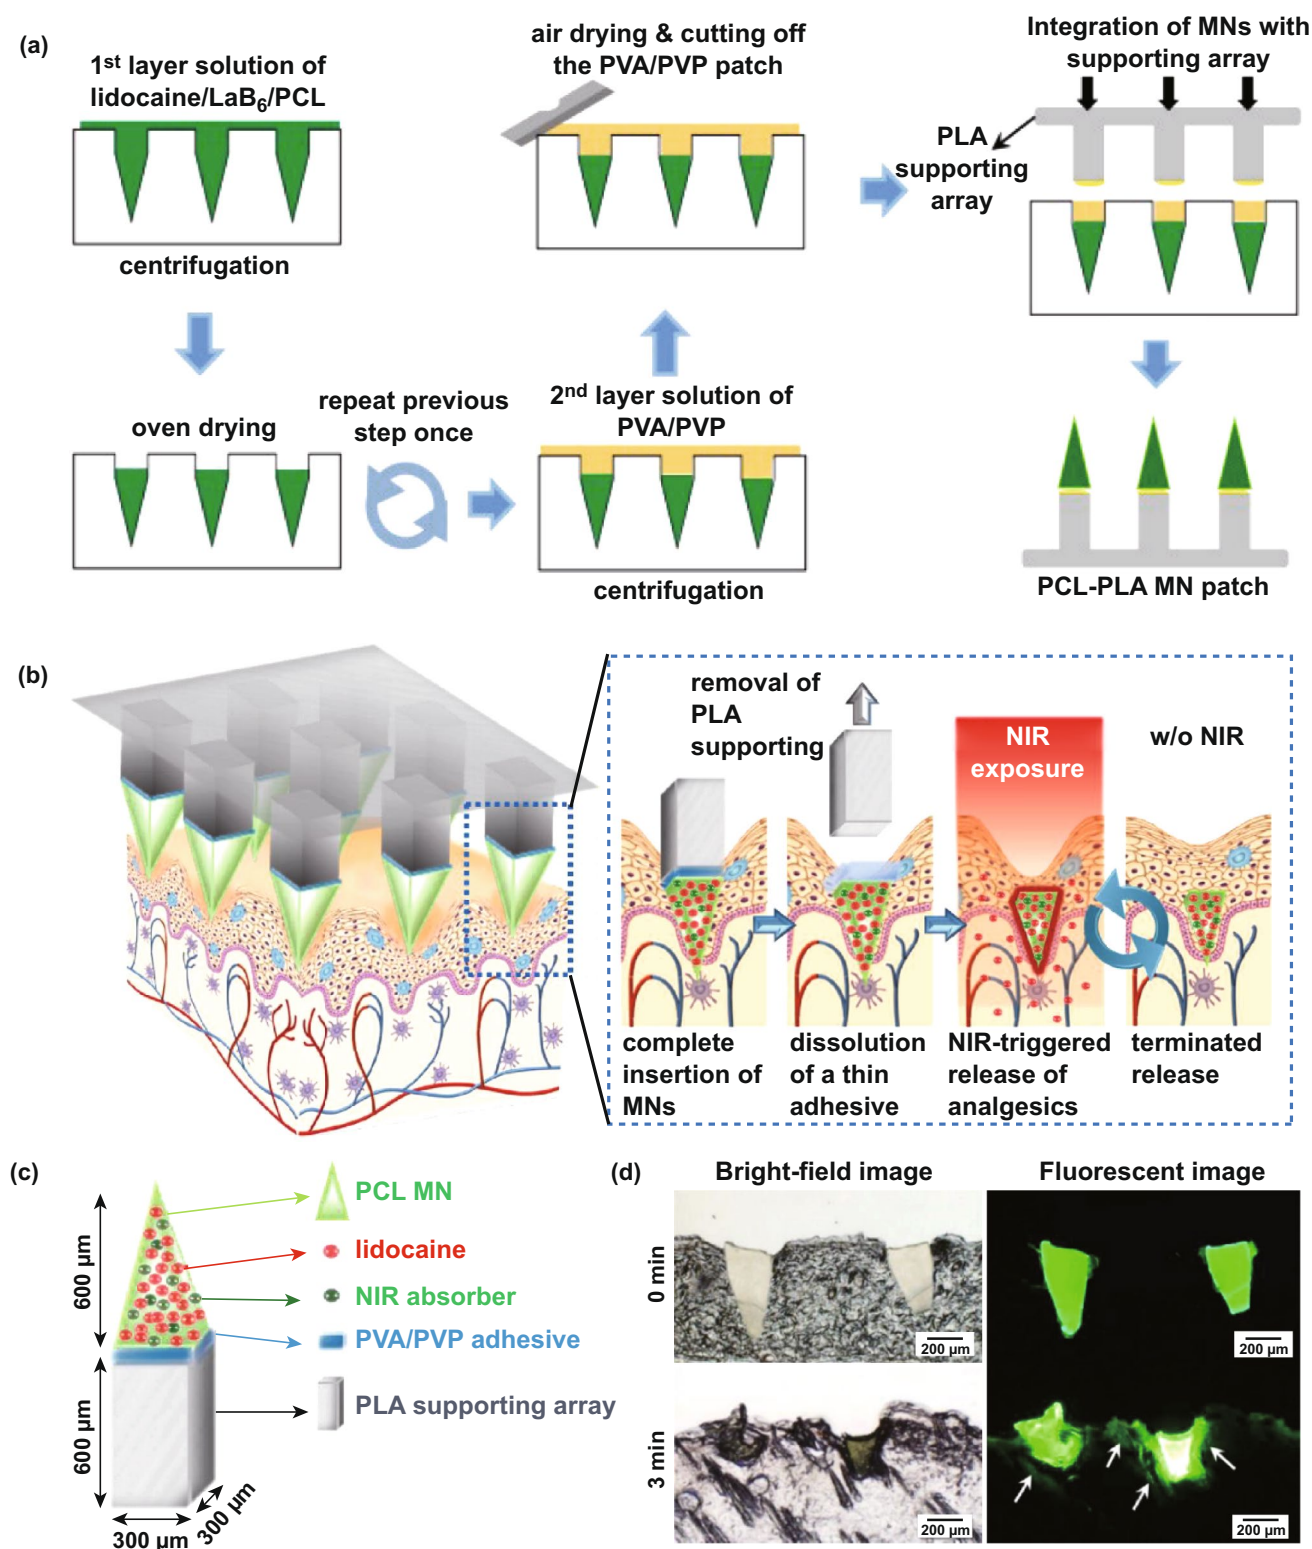 (a)
1st layer solution of
lidocaine/LaB6/PCL
centrifugation
oven drying
repeat previous
step once
2nd layer solution of
PVA/PVP
centrifugation
air drying & cutting off
the PVA/PVP patch
Integration of MNs with
supporting array
PLA
supporting
array
PCL-PLA MN patch
(b)
removal of
PLA
supporting
NIR
exposure
w/o NIR
complete
insertion of
MNs
dissolution
of a thin
adhesive
NIR-triggered
release of
analgesics
terminated
release
(c)
600 µm
600 µm
300 µm
300 µm
PCL MN
lidocaine
NIR absorber
PVA/PVP adhesive
PLA supporting array
(d)
Bright-field image
Fluorescent image
0 min
200 µm
200 µm
3 min
200 µm
200 µm